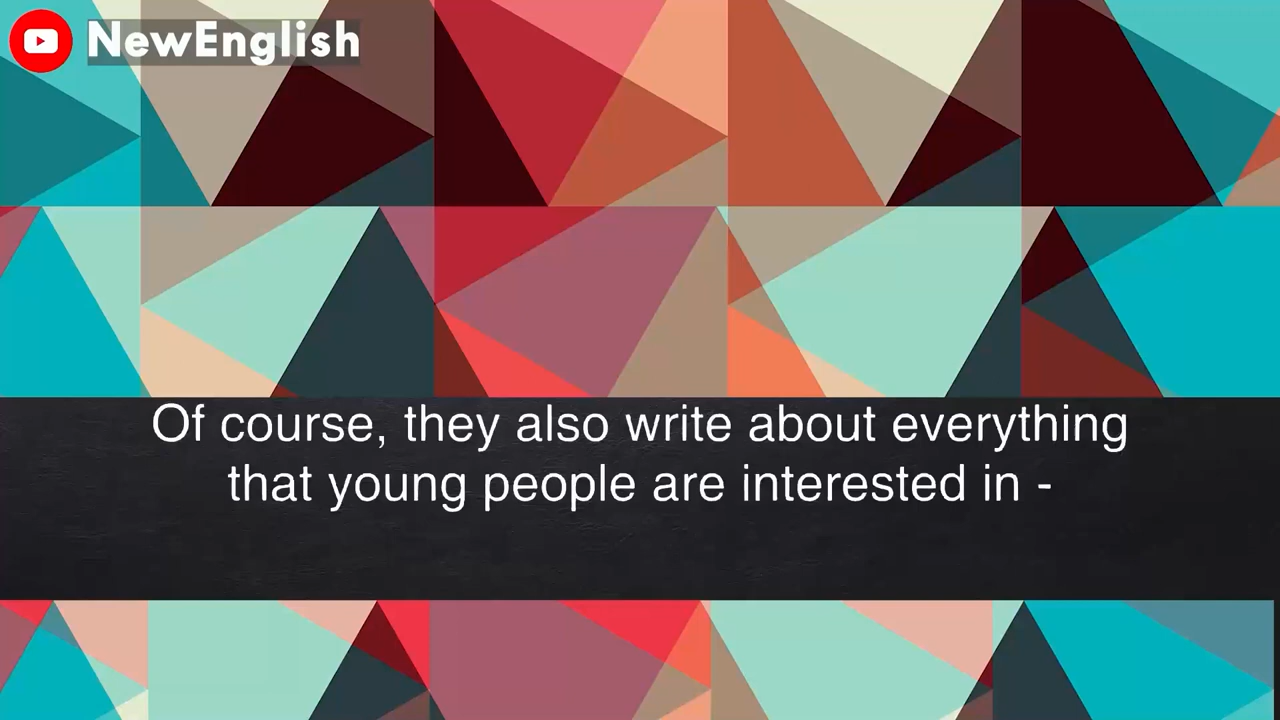 NewEnglish
Of course, they also write about everything
that young people are interested in -